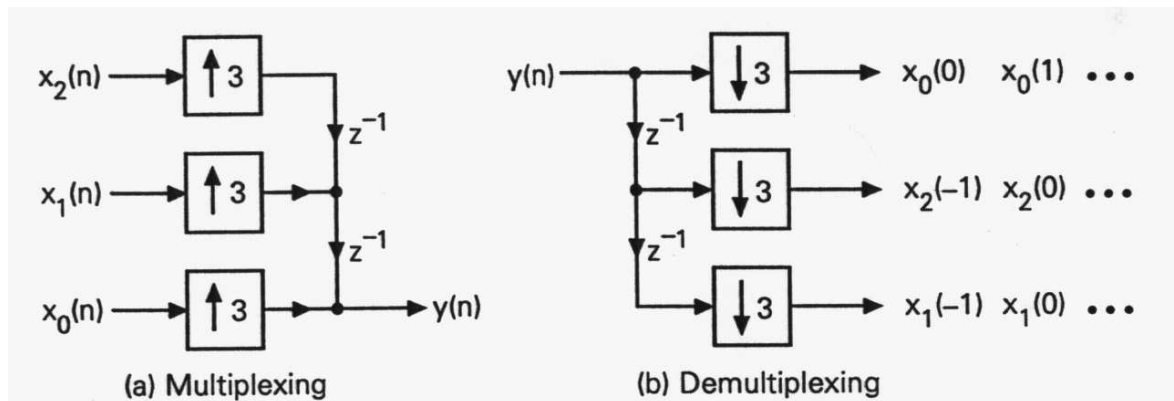 x₂(n) ↑ 3
z⁻¹
x₁(n) ↑ 3
z⁻¹
x₀(n) ↑ 3 y(n)
(a) Multiplexing
y(n) ↓ 3 x₀(0) x₀(1) •••
z⁻¹
↓ 3 x₂(-1) x₂(0) •••
z⁻¹
↓ 3 x₁(-1) x₁(0) •••
(b) Demultiplexing